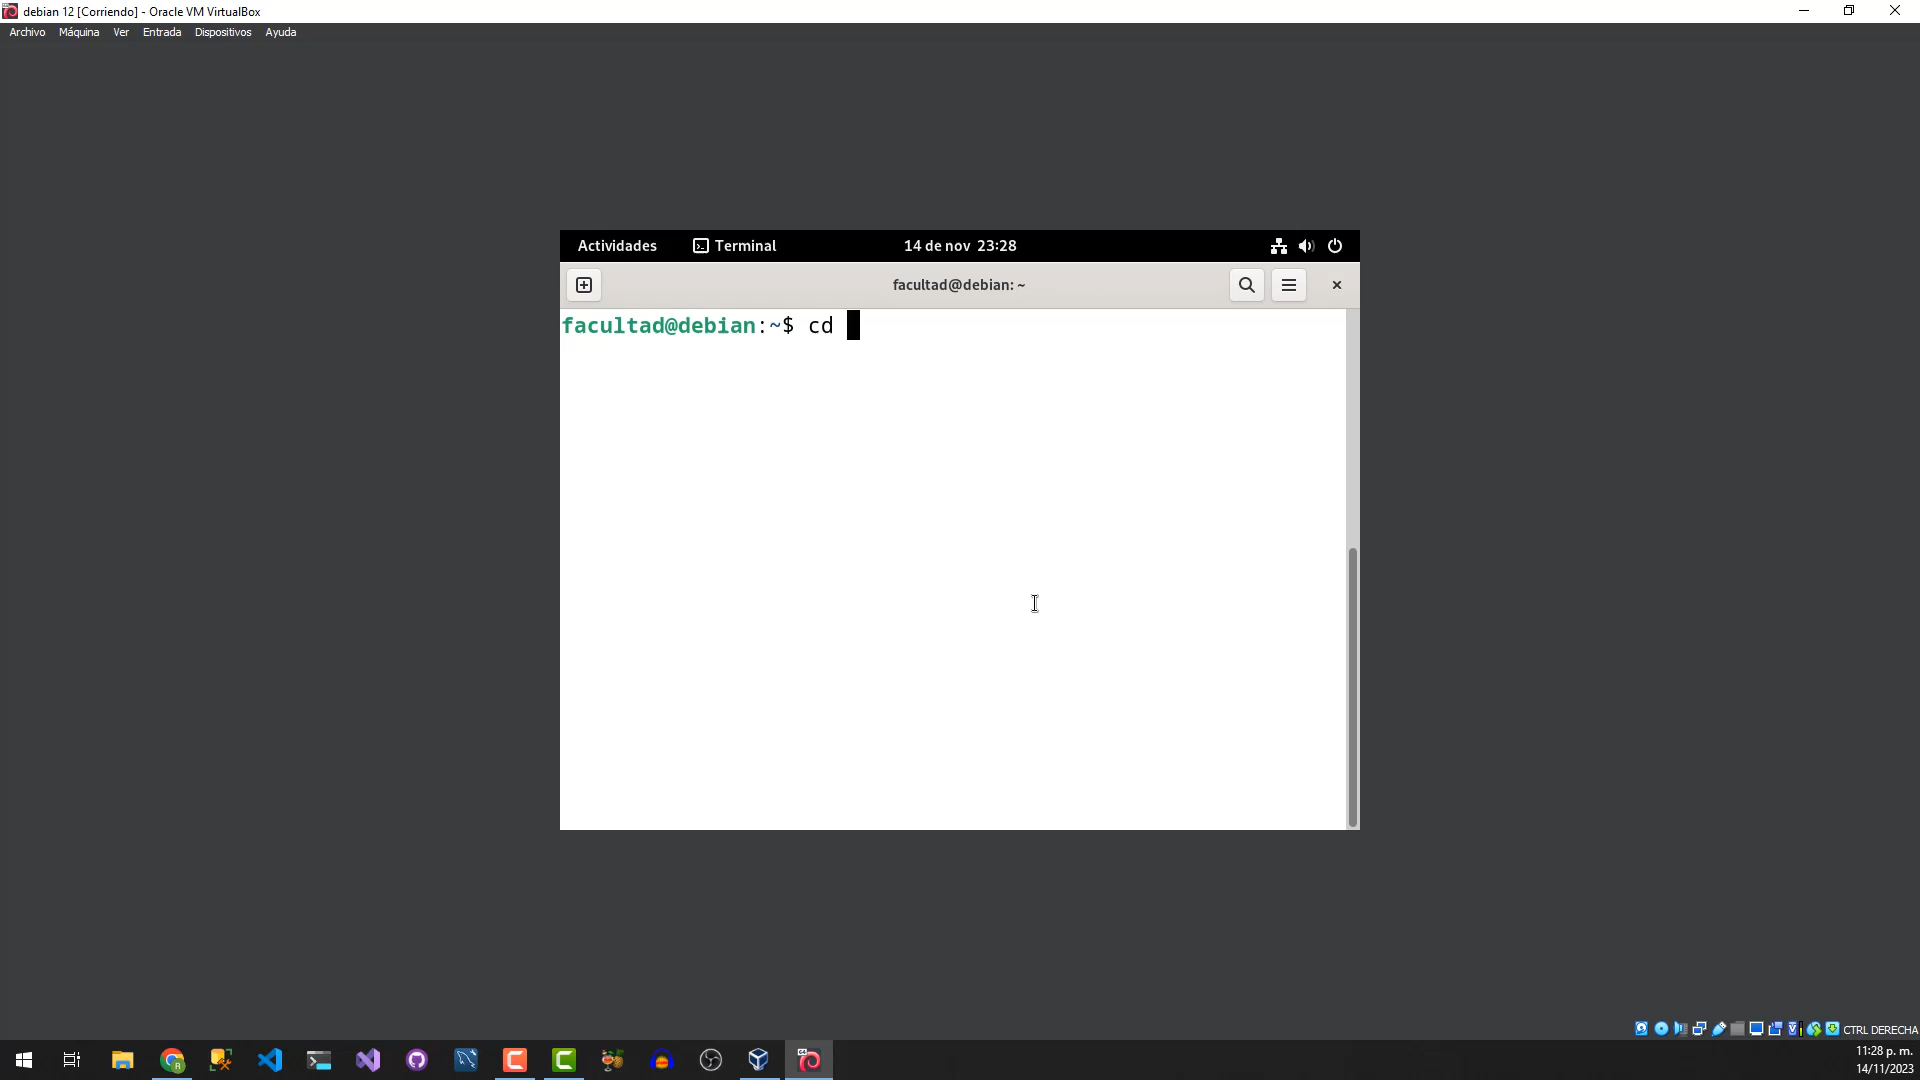 debian 12 [Corriendo] - Oracle VM VirtualBox
Archivo Máquina Ver Entrada Dispositivos Ayuda
Actividades Terminal 14 de nov 23:28
facultad@debian: ~
facultad@debian:~$ cd
CTRL DERECHA
11:28 p. m.
14/11/2023